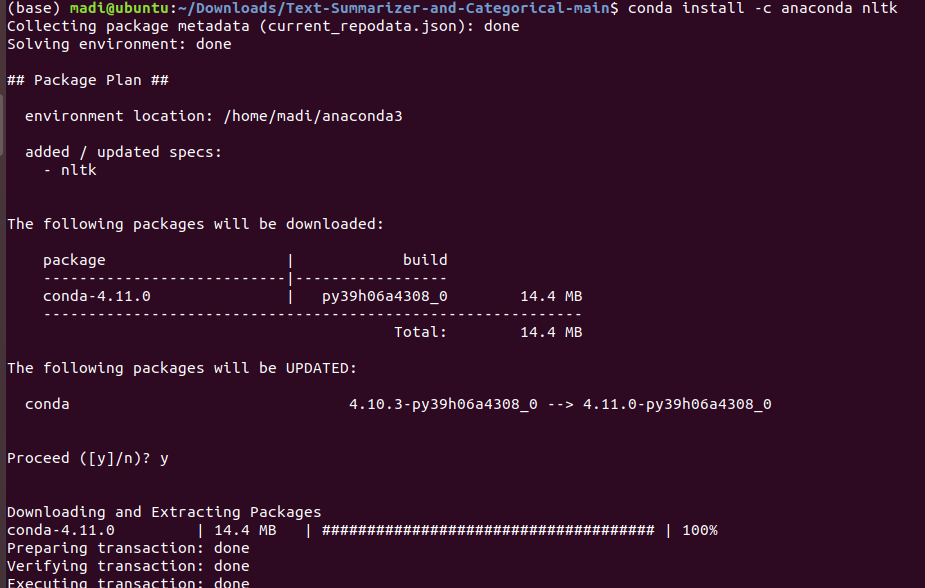 (base) madi@ubuntu:~/Downloads/Text-Summarizer-and-Categorical-main$ conda install -c anaconda nltk
Collecting package metadata (current_repodata.json): done
Solving environment: done
## Package Plan ##
environment location: /home/madi/anaconda3
added / updated specs:
- nltk
The following packages will be downloaded:
package | build
---------------------------|-----------------
conda-4.11.0 | py39h06a4308_0 14.4 MB
------------------------------------------------------------
Total: 14.4 MB
The following packages will be UPDATED:
conda 4.10.3-py39h06a4308_0 --> 4.11.0-py39h06a4308_0
Proceed ([y]/n)? y
Downloading and Extracting Packages
conda-4.11.0 | 14.4 MB | ##################################### | 100%
Preparing transaction: done
Verifying transaction: done
Executing transaction: done